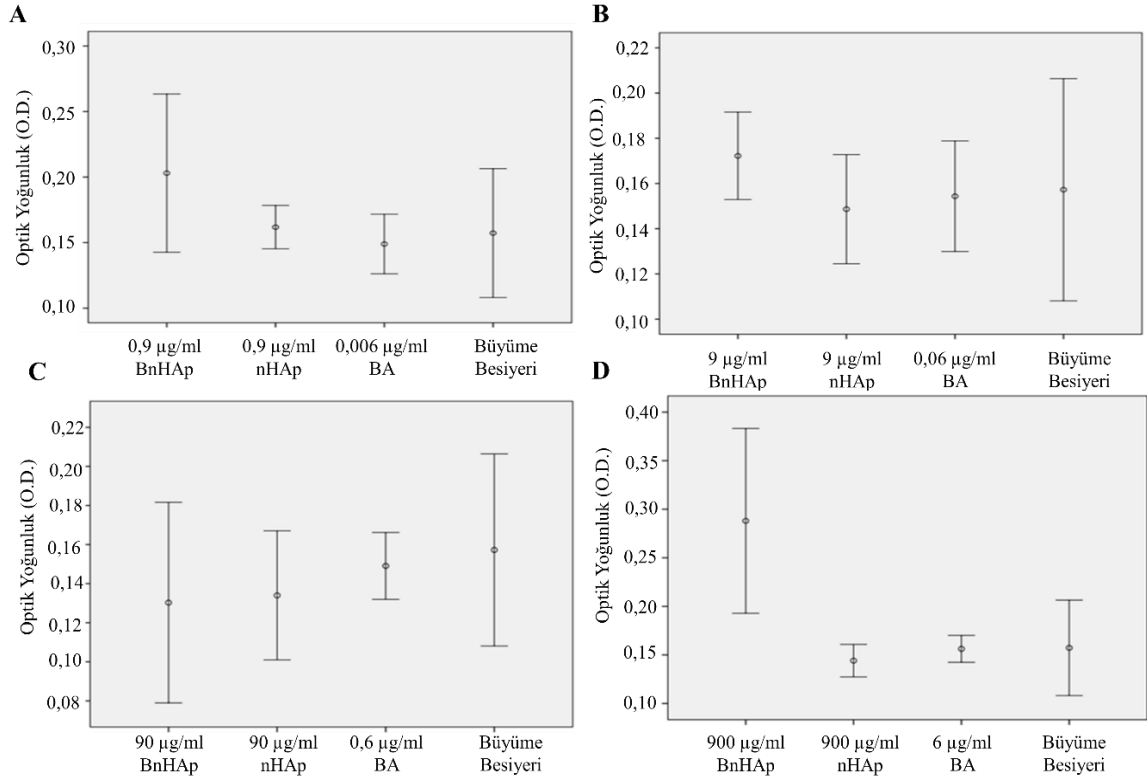 A
Optik Yoğunluk (O.D.)
0,30
0,25
0,20
0,15
0,10
0,9 µg/ml
BnHAp
0,9 µg/ml
nHAp
0,006 µg/ml
BA
Büyüme
Besiyeri
B
Optik Yoğunluk (O.D.)
0,22
0,20
0,18
0,16
0,14
0,12
0,10
9 µg/ml
BnHAp
9 µg/ml
nHAp
0,06 µg/ml
BA
Büyüme
Besiyeri
C
Optik Yoğunluk (O.D.)
0,22
0,20
0,18
0,16
0,14
0,12
0,10
0,08
90 µg/ml
BnHAp
90 µg/ml
nHAp
0,6 µg/ml
BA
Büyüme
Besiyeri
D
Optik Yoğunluk (O.D.)
0,40
0,35
0,30
0,25
0,20
0,15
0,10
900 µg/ml
BnHAp
900 µg/ml
nHAp
6 µg/ml
BA
Büyüme
Besiyeri